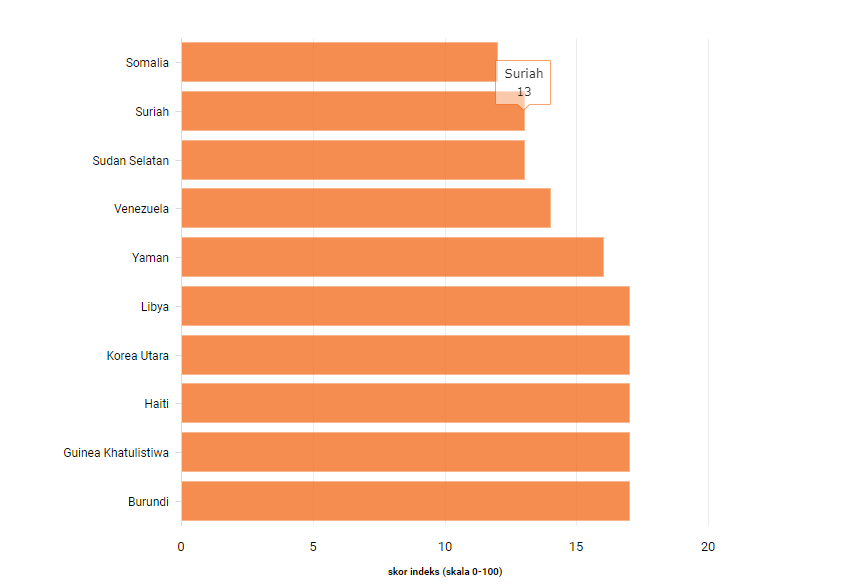 Somalia
Suriah
13
Suriah
Sudan Selatan
Venezuela
Yaman
Libya
Korea Utara
Haiti
Guinea Khatulistiwa
Burundi
0 5 10 15 20
skor indeks (skala 0-100)